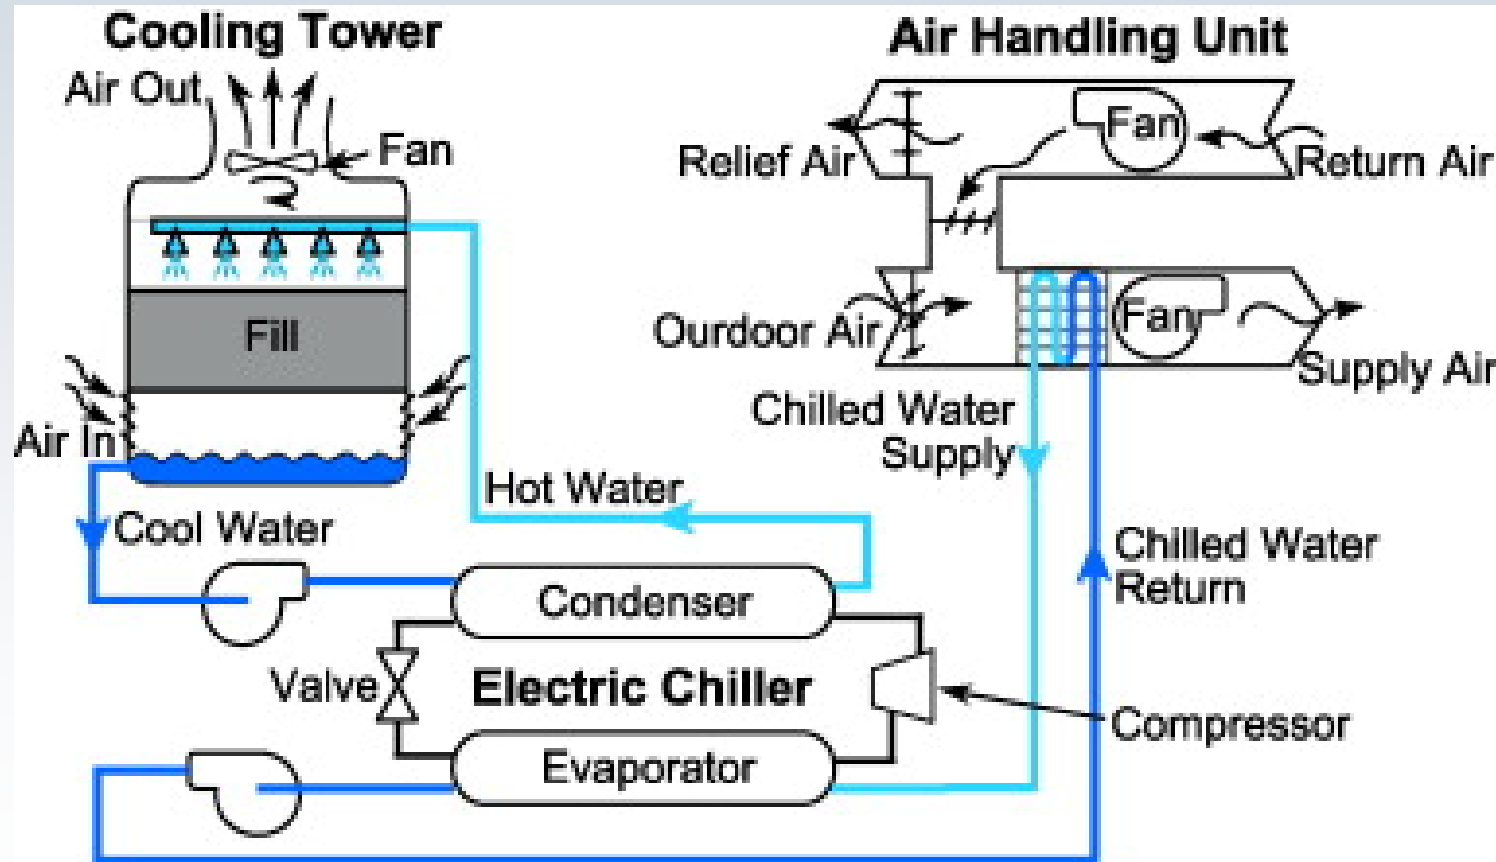 Cooling Tower
Air Out
Fan
Fill
Air In
Cool Water
Hot Water
Air Handling Unit
Fan
Relief Air
Return Air
Ourdoor Air
Fan
Supply Air
Chilled Water
Supply
Chilled Water
Return
Condenser
Valve
Electric Chiller
Compressor
Evaporator